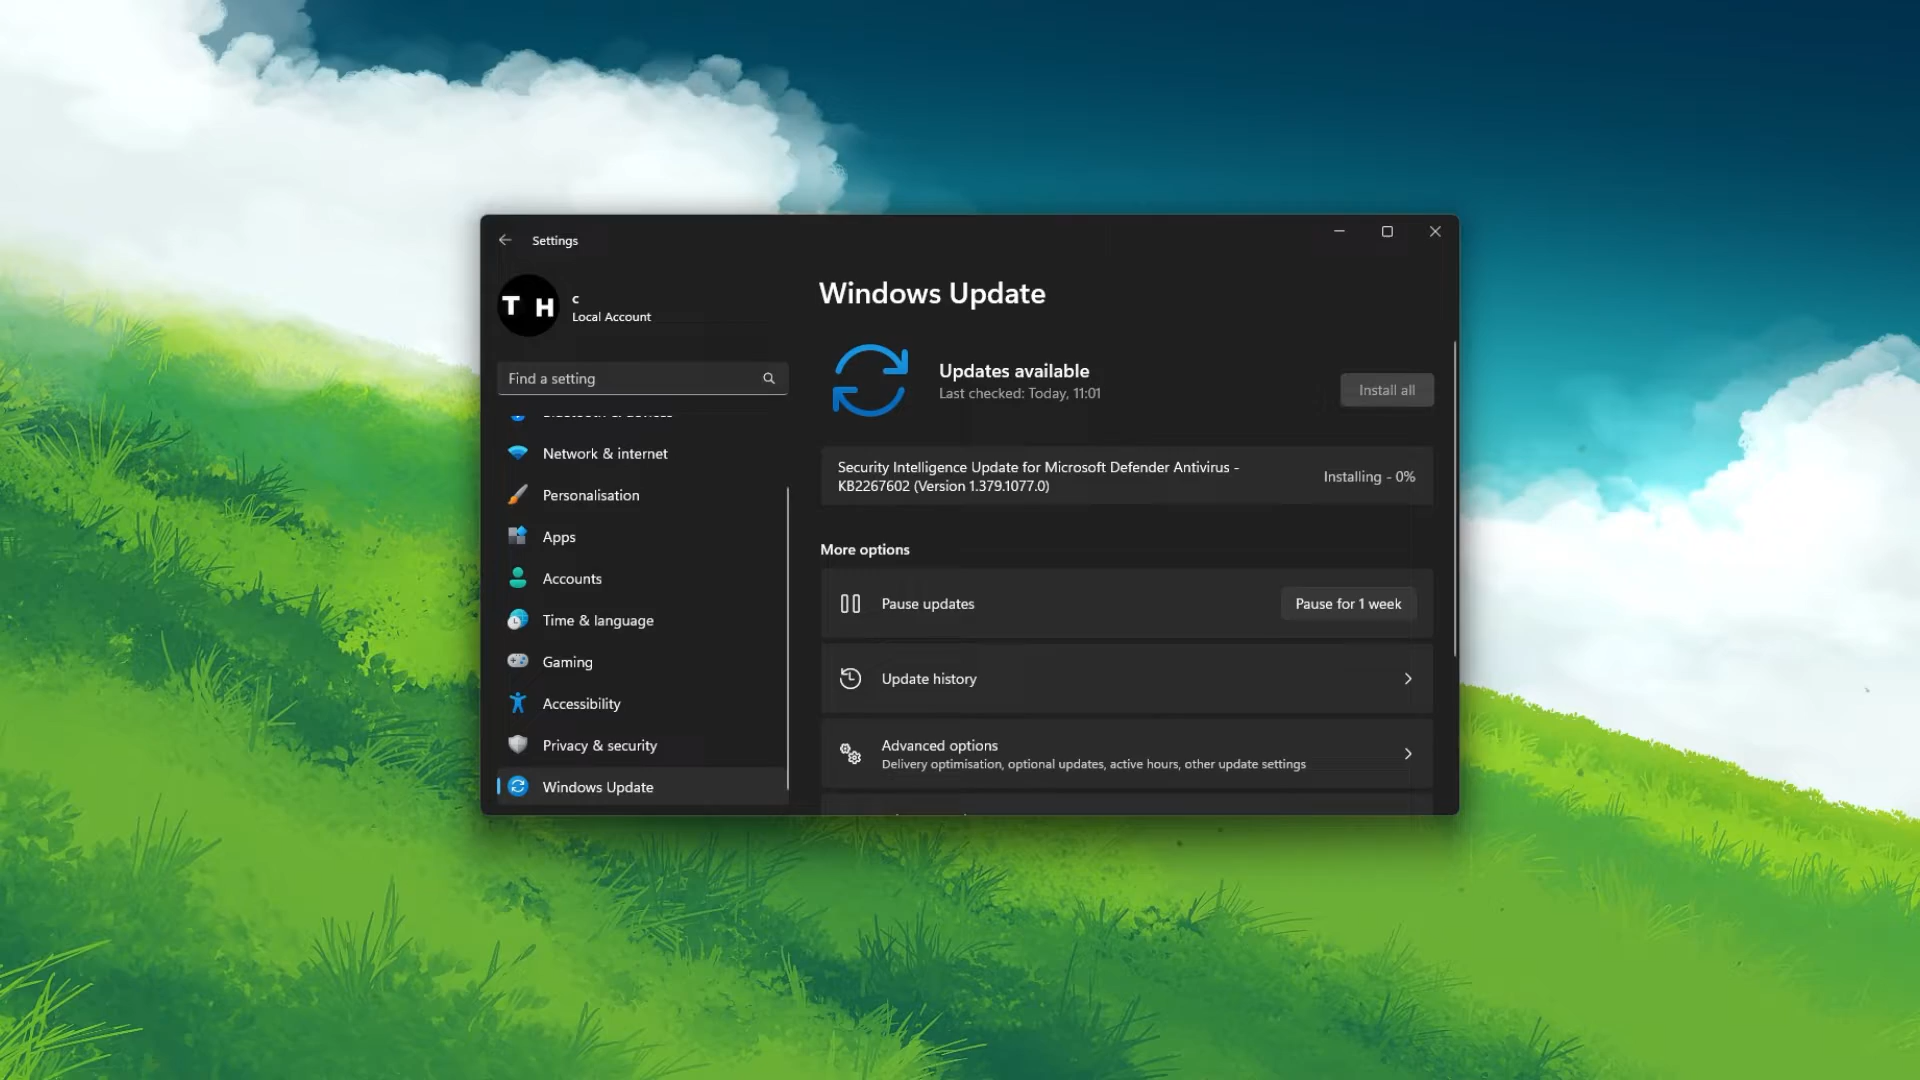 Settings
T H
c
Local Account
Find a setting
Bluetooth & devices
Network & internet
Personalisation
Apps
Accounts
Time & language
Gaming
Accessibility
Privacy & security
Windows Update
Windows Update
Updates available
Last checked: Today, 11:01
Install all
Security Intelligence Update for Microsoft Defender Antivirus -
KB2267602 (Version 1.379.1077.0)
Installing - 0%
More options
Pause updates
Pause for 1 week
Update history
Advanced options
Delivery optimisation, optional updates, active hours, other update settings